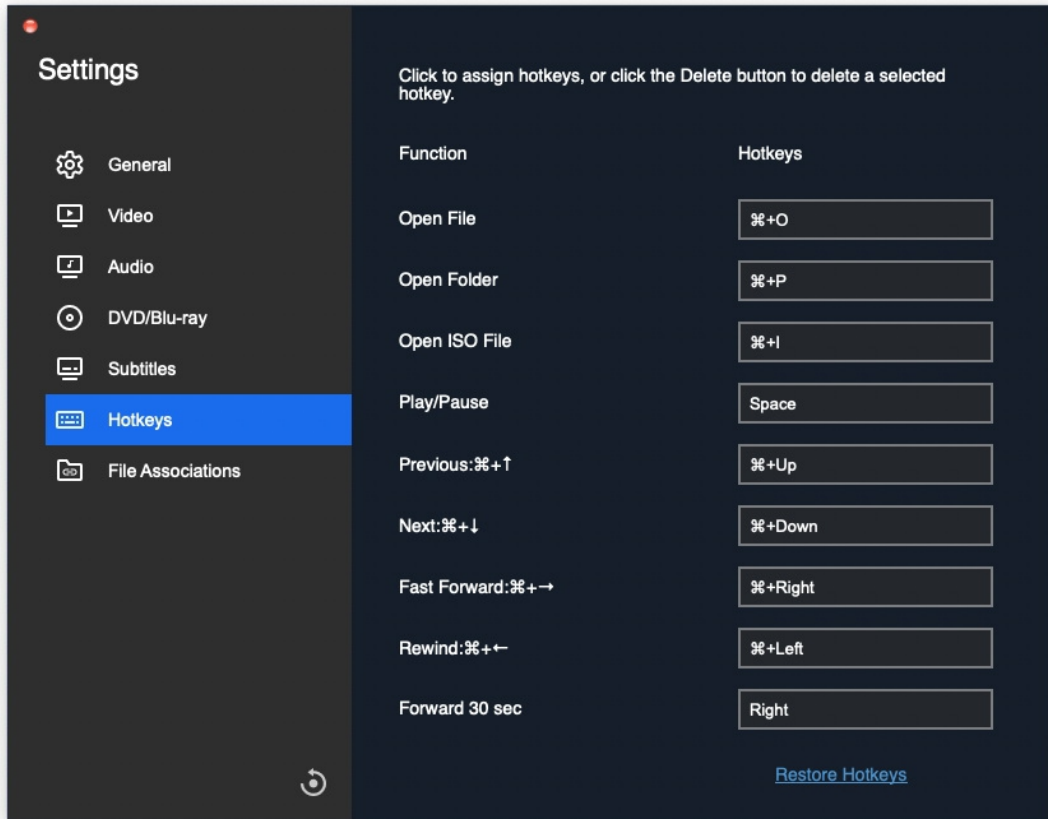 Settings
General
Video
Audio
DVD/Blu-ray
Subtitles
Hotkeys
File Associations
Click to assign hotkeys, or click the Delete button to delete a selected
hotkey.
Function Hotkeys
Open File ⌘+O
Open Folder ⌘+P
Open ISO File ⌘+I
Play/Pause Space
Previous:⌘+↑ ⌘+Up
Next:⌘+↓ ⌘+Down
Fast Forward:⌘+→ ⌘+Right
Rewind:⌘+← ⌘+Left
Forward 30 sec Right
Restore Hotkeys